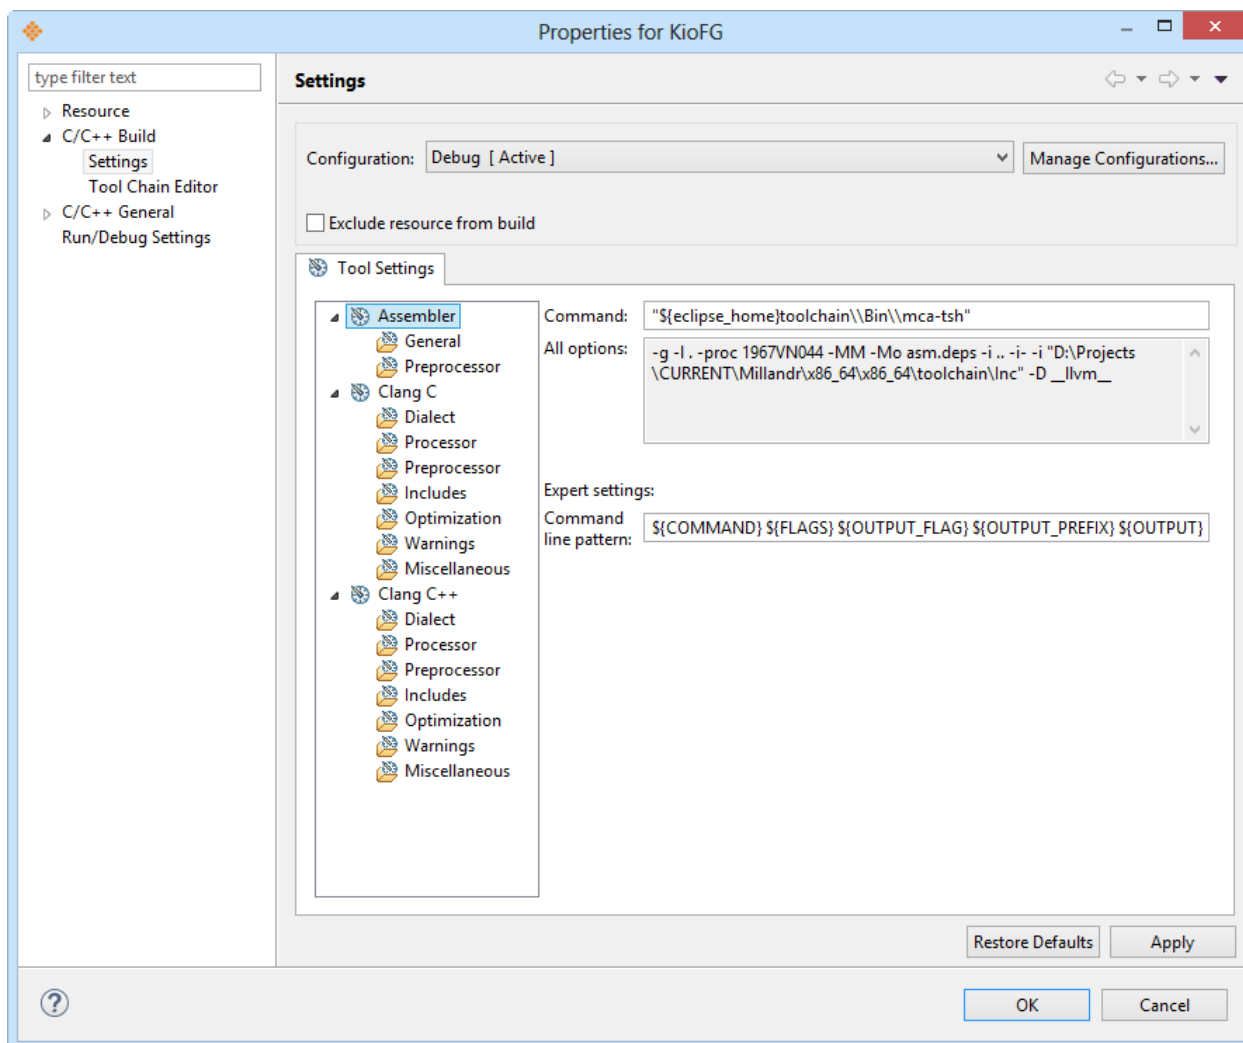 Properties for KioFG
type filter text
Resource
C/C++ Build
Settings
Tool Chain Editor
C/C++ General
Run/Debug Settings
Settings
Configuration:
Debug [ Active ]
Manage Configurations...
Exclude resource from build
Tool Settings
Assembler
General
Preprocessor
Clang C
Dialect
Processor
Preprocessor
Includes
Optimization
Warnings
Miscellaneous
Clang C++
Dialect
Processor
Preprocessor
Includes
Optimization
Warnings
Miscellaneous
Command:
"${eclipse_home}toolchain\\Bin\\mca-tsh"
All options:
-g -l . -proc 1967VN044 -MM -Mo asm.deps -i .. -i- -i "D:\Projects
\CURRENT\Millandr\x86_64\x86_64\toolchain\Inc" -D __llvm__
Expert settings:
Command
line pattern:
${COMMAND} ${FLAGS} ${OUTPUT_FLAG} ${OUTPUT_PREFIX} ${OUTPUT}
Restore Defaults
Apply
?
OK
Cancel